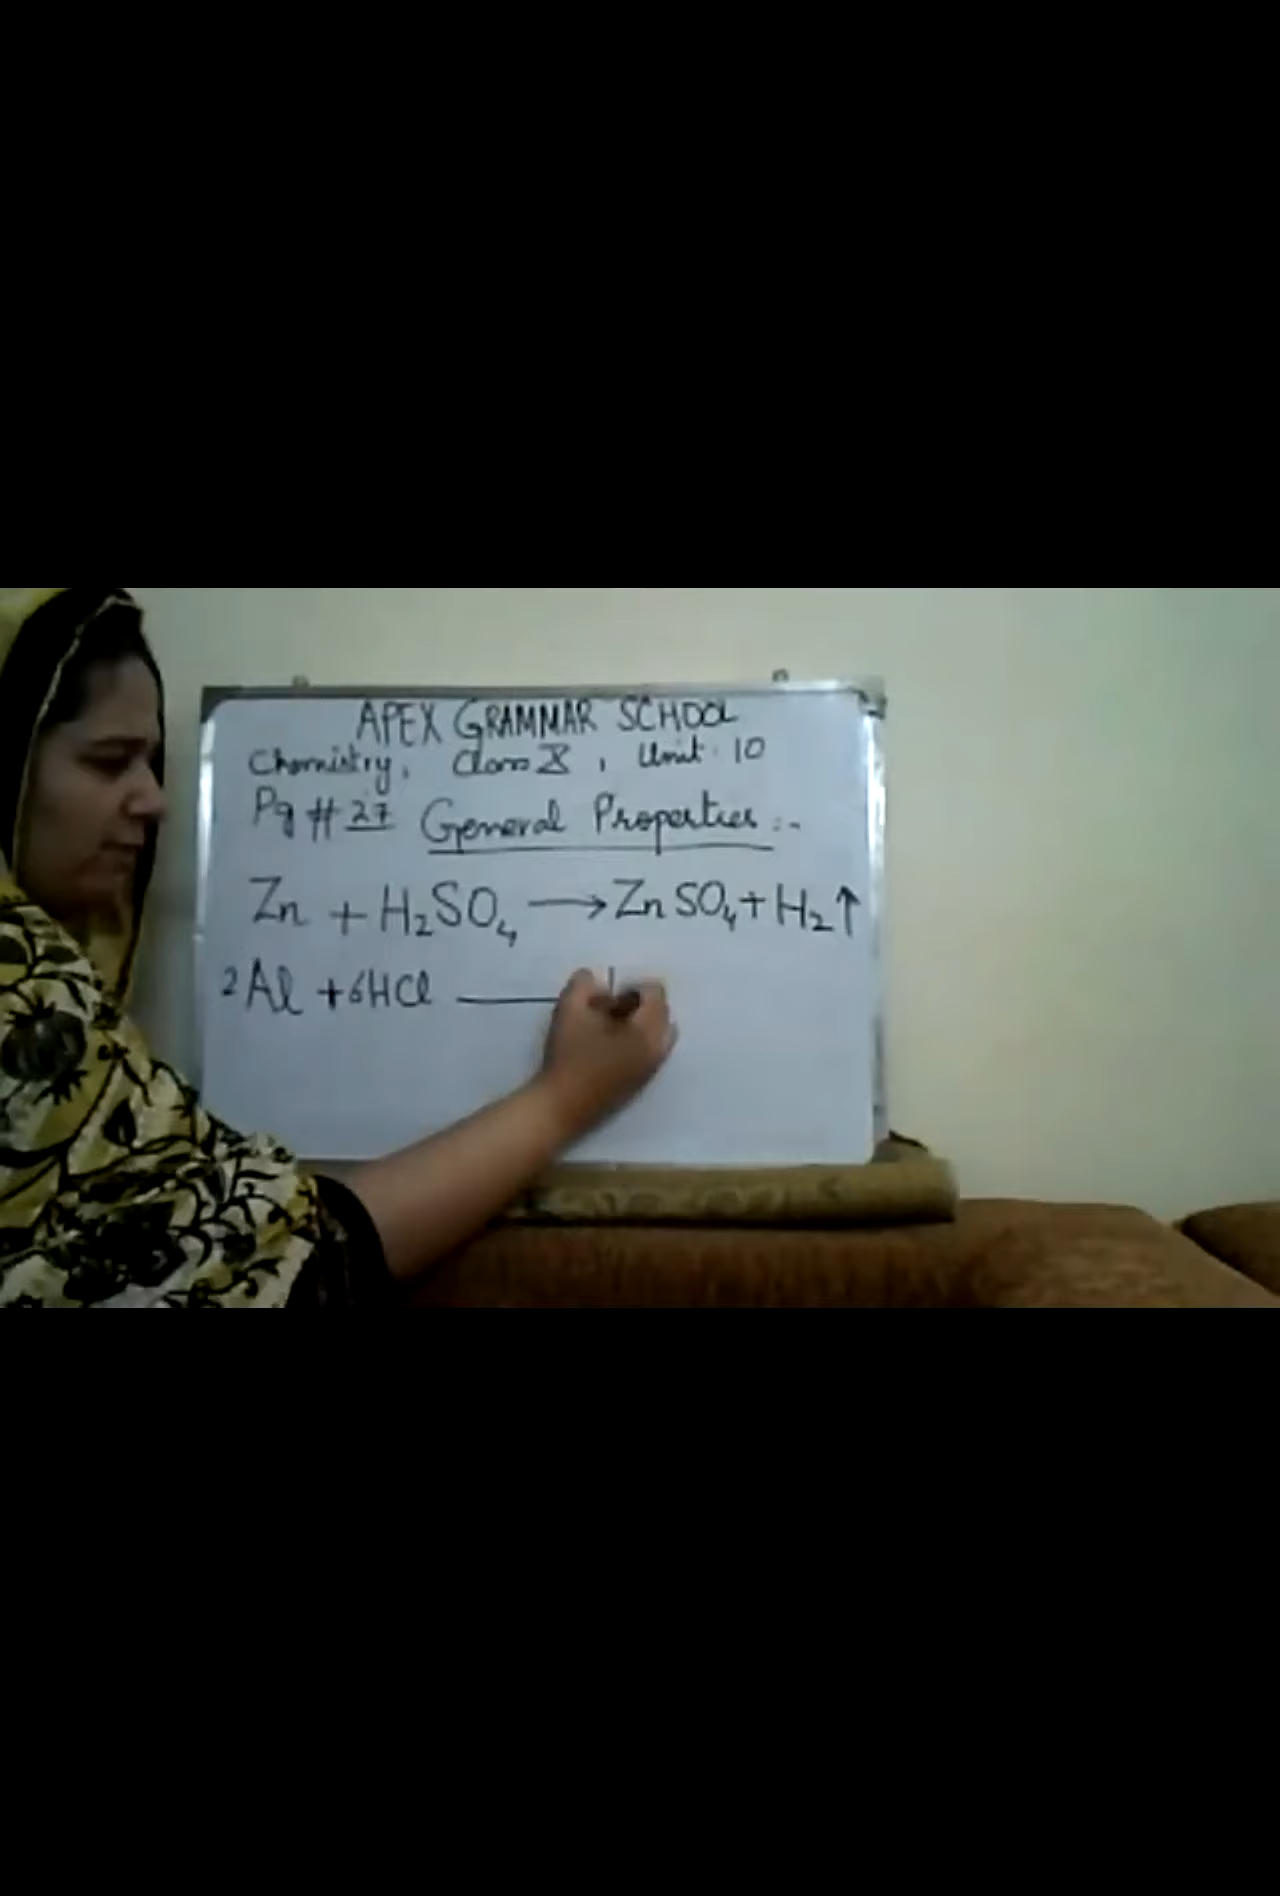 APEX GRAMMAR SCHOOL
Chemistry, Class X, Unit 10
Pg # 27 General Properties :-
Zn + H₂SO₄ → ZnSO₄ + H₂↑
2Al + 6HCl